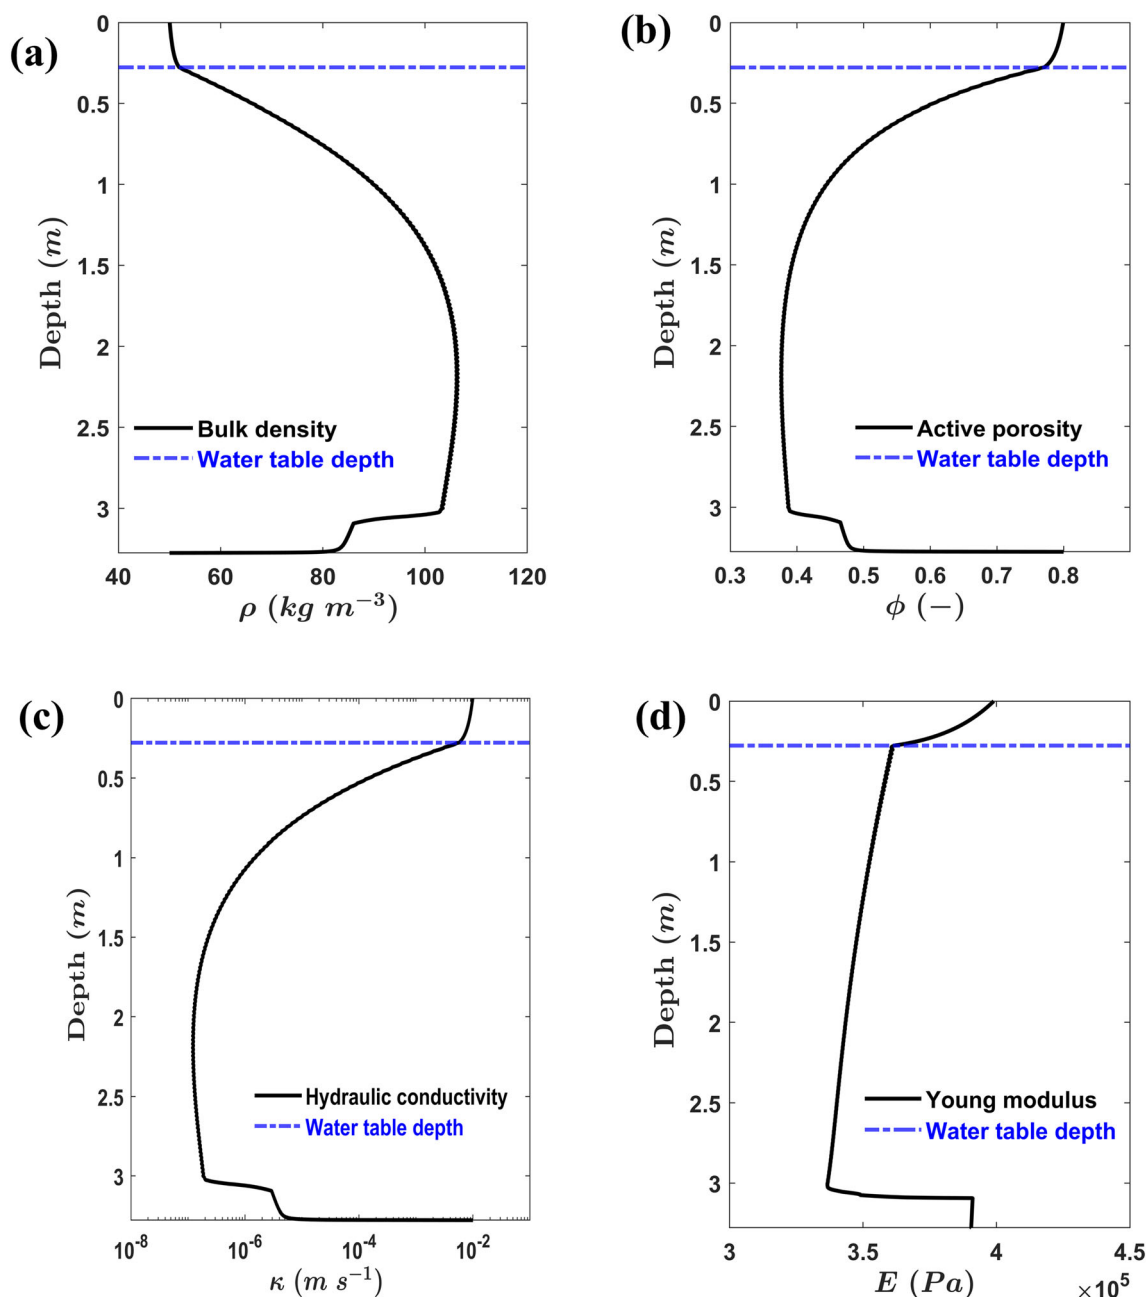 (a)
0
0.5
1
1.5
2
2.5
3
Depth (m)
Bulk density
Water table depth
40 60 80 100 120
ρ (kg m⁻³)
(b)
0
0.5
1
1.5
2
2.5
3
Depth (m)
Active porosity
Water table depth
0.3 0.4 0.5 0.6 0.7 0.8
ϕ (−)
(c)
0
0.5
1
1.5
2
2.5
3
Depth (m)
Hydraulic conductivity
Water table depth
10⁻⁸ 10⁻⁶ 10⁻⁴ 10⁻²
κ (m s⁻¹)
(d)
0
0.5
1
1.5
2
2.5
3
Depth (m)
Young modulus
Water table depth
3 3.5 4 4.5
E (Pa)
×10⁵